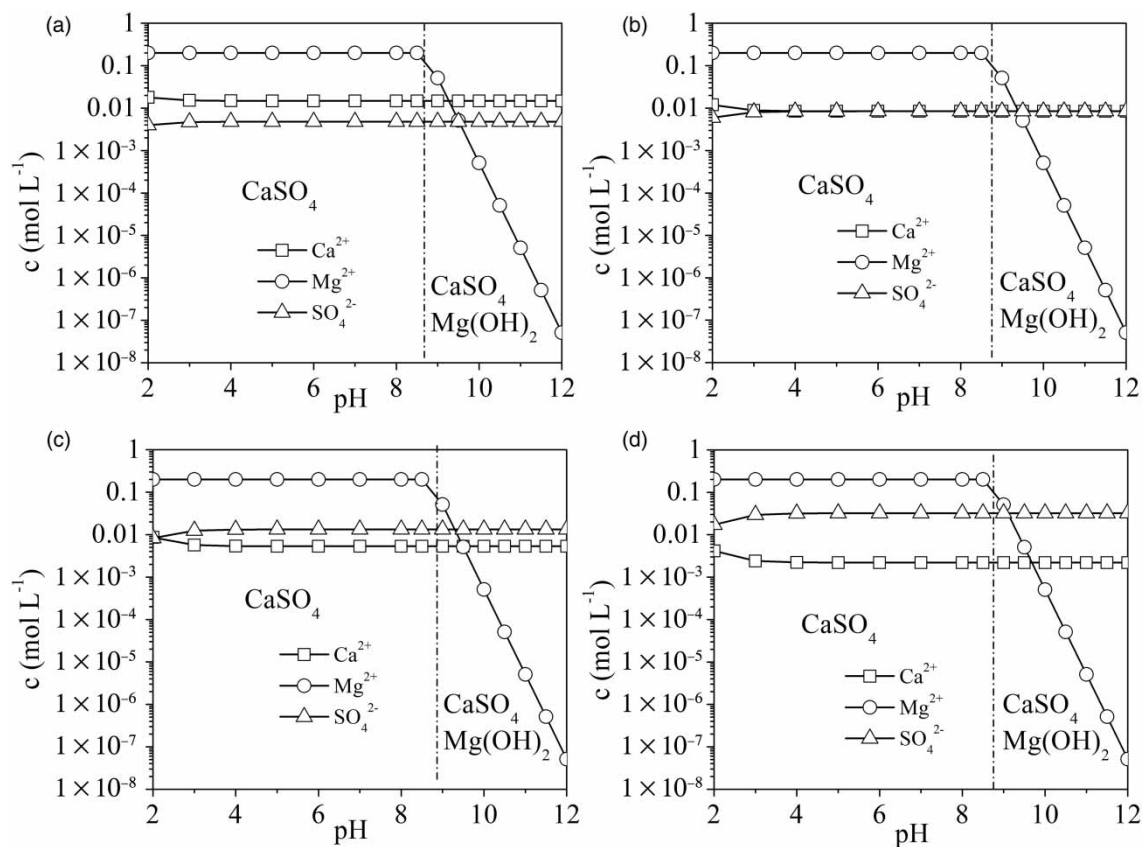 (a)
c (mol L⁻¹)
1
0.1
0.01
1 × 10⁻³
1 × 10⁻⁴
1 × 10⁻⁵
1 × 10⁻⁶
1 × 10⁻⁷
1 × 10⁻⁸
CaSO₄
Ca²⁺
Mg²⁺
SO₄²⁻
CaSO₄
Mg(OH)₂
2 4 6 8 10 12
pH
(b)
c (mol L⁻¹)
1
0.1
0.01
1 × 10⁻³
1 × 10⁻⁴
1 × 10⁻⁵
1 × 10⁻⁶
1 × 10⁻⁷
1 × 10⁻⁸
CaSO₄
Ca²⁺
Mg²⁺
SO₄²⁻
CaSO₄
Mg(OH)₂
2 4 6 8 10 12
pH
(c)
c (mol L⁻¹)
1
0.1
0.01
1 × 10⁻³
1 × 10⁻⁴
1 × 10⁻⁵
1 × 10⁻⁶
1 × 10⁻⁷
1 × 10⁻⁸
CaSO₄
Ca²⁺
Mg²⁺
SO₄²⁻
CaSO₄
Mg(OH)₂
2 4 6 8 10 12
pH
(d)
c (mol L⁻¹)
1
0.1
0.01
1 × 10⁻³
1 × 10⁻⁴
1 × 10⁻⁵
1 × 10⁻⁶
1 × 10⁻⁷
1 × 10⁻⁸
CaSO₄
Ca²⁺
Mg²⁺
SO₄²⁻
CaSO₄
Mg(OH)₂
2 4 6 8 10 12
pH